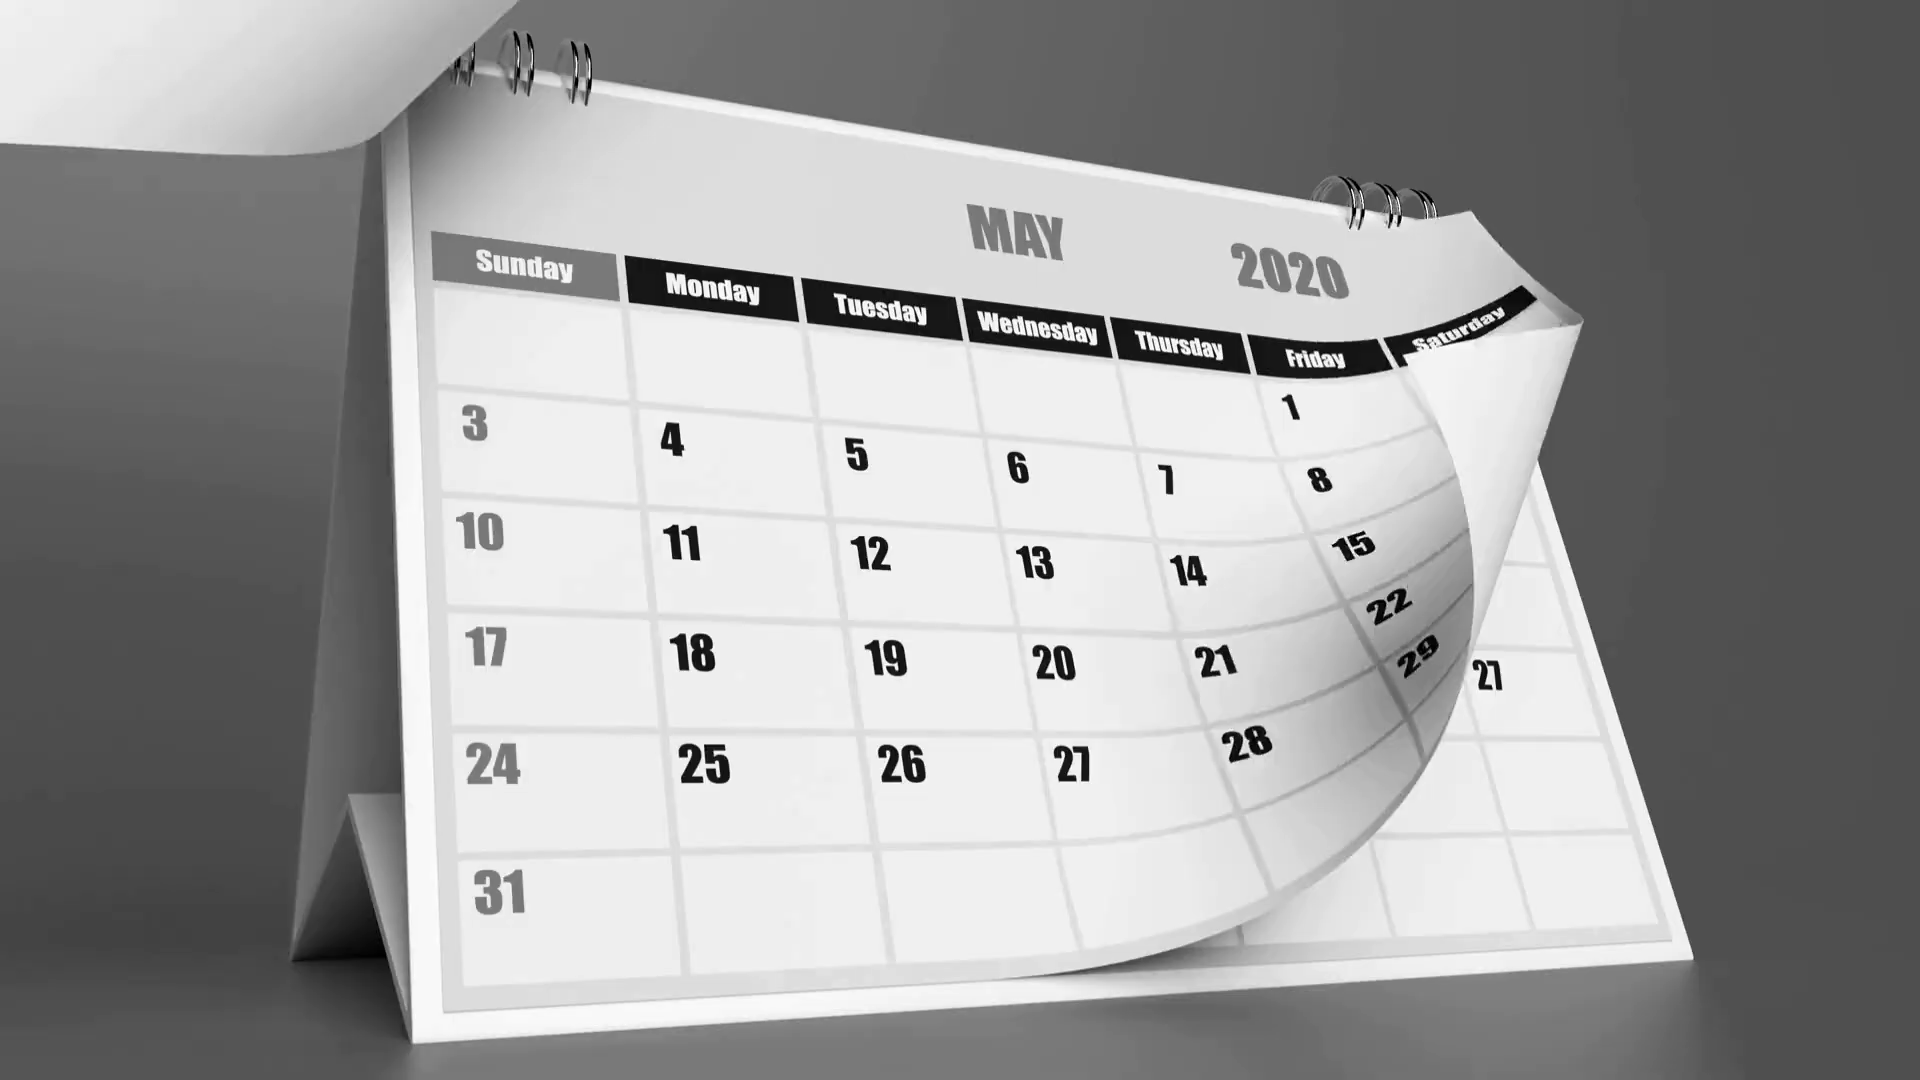 MAY 2020
Sunday Monday Tuesday Wednesday Thursday Friday Saturday
1
3 4 5 6 7 8
10 11 12 13 14 15
17 18 19 20 21 22
24 25 26 27 28 29
31
27